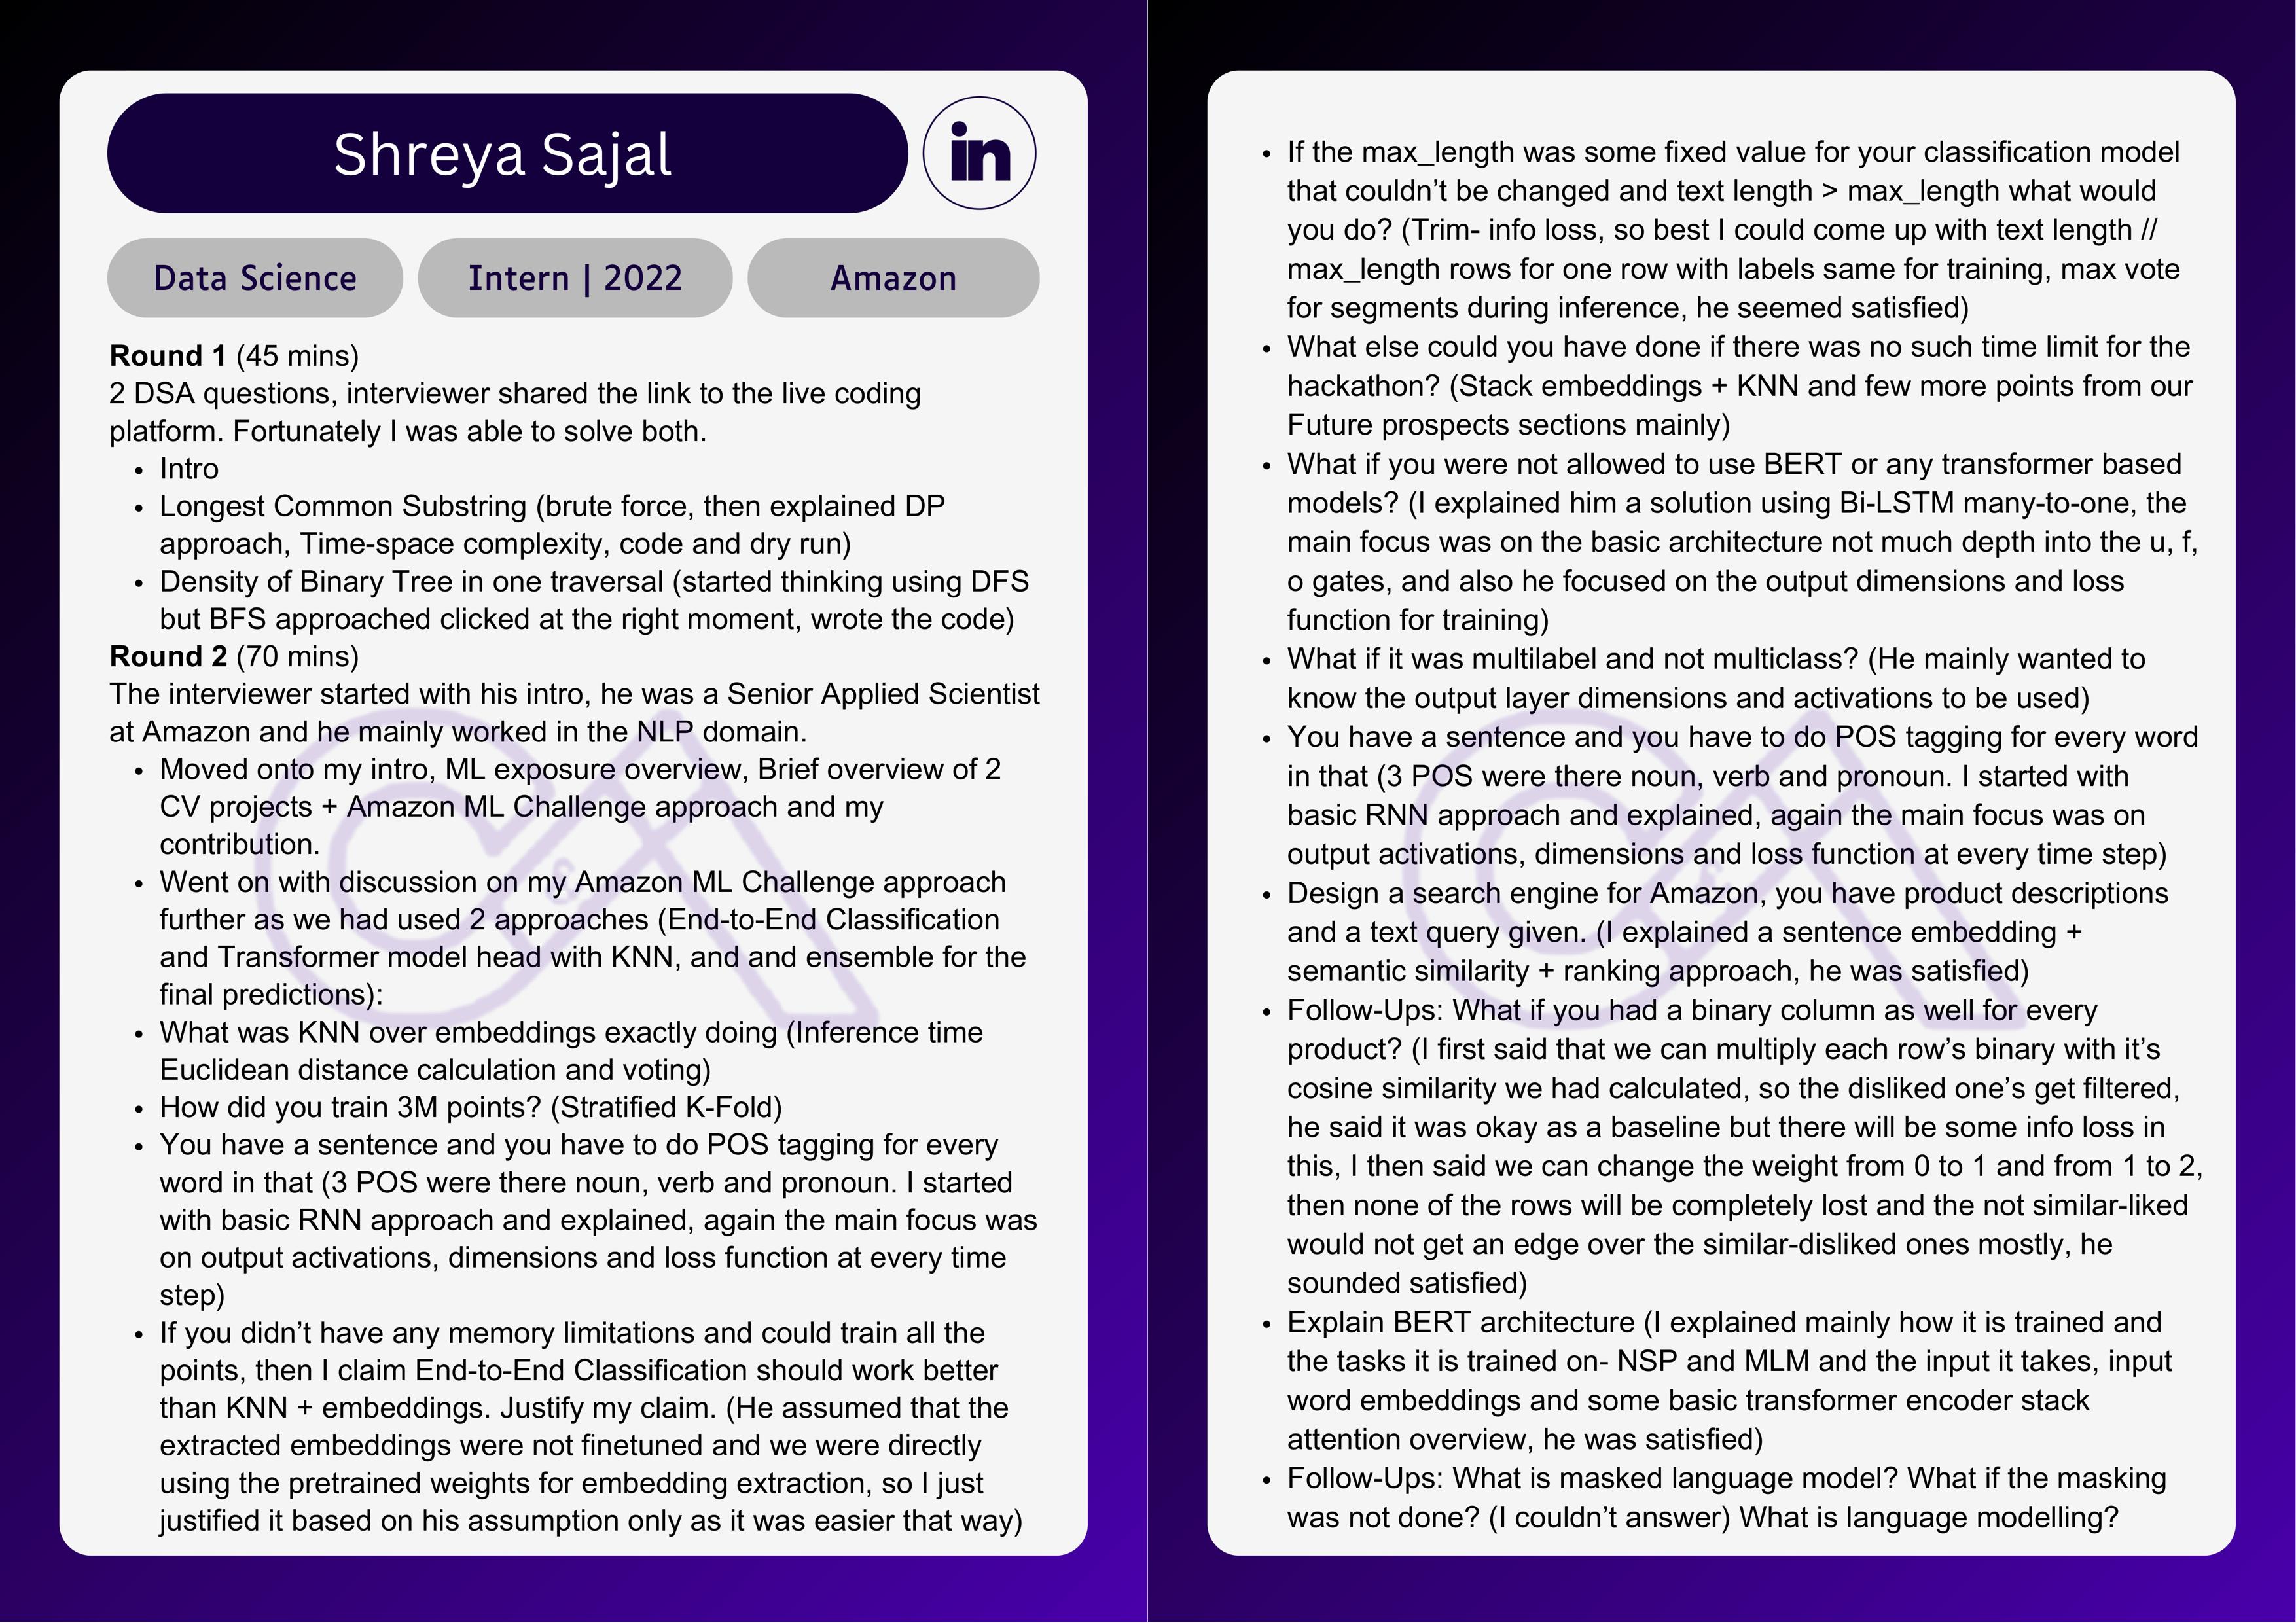 Shreya Sajal
in
Data Science
Intern | 2022
Amazon
Round 1 (45 mins)
2 DSA questions, interviewer shared the link to the live coding
platform. Fortunately I was able to solve both.
• Intro
• Longest Common Substring (brute force, then explained DP
approach, Time-space complexity, code and dry run)
• Density of Binary Tree in one traversal (started thinking using DFS
but BFS approached clicked at the right moment, wrote the code)
Round 2 (70 mins)
The interviewer started with his intro, he was a Senior Applied Scientist
at Amazon and he mainly worked in the NLP domain.
• Moved onto my intro, ML exposure overview, Brief overview of 2
CV projects + Amazon ML Challenge approach and my
contribution.
• Went on with discussion on my Amazon ML Challenge approach
further as we had used 2 approaches (End-to-End Classification
and Transformer model head with KNN, and and ensemble for the
final predictions):
• What was KNN over embeddings exactly doing (Inference time
Euclidean distance calculation and voting)
• How did you train 3M points? (Stratified K-Fold)
• You have a sentence and you have to do POS tagging for every
word in that (3 POS were there noun, verb and pronoun. I started
with basic RNN approach and explained, again the main focus was
on output activations, dimensions and loss function at every time
step)
• If you didn’t have any memory limitations and could train all the
points, then I claim End-to-End Classification should work better
than KNN + embeddings. Justify my claim. (He assumed that the
extracted embeddings were not finetuned and we were directly
using the pretrained weights for embedding extraction, so I just
justified it based on his assumption only as it was easier that way)
• If the max_length was some fixed value for your classification model
that couldn’t be changed and text length > max_length what would
you do? (Trim- info loss, so best I could come up with text length //
max_length rows for one row with labels same for training, max vote
for segments during inference, he seemed satisfied)
• What else could you have done if there was no such time limit for the
hackathon? (Stack embeddings + KNN and few more points from our
Future prospects sections mainly)
• What if you were not allowed to use BERT or any transformer based
models? (I explained him a solution using Bi-LSTM many-to-one, the
main focus was on the basic architecture not much depth into the u, f,
o gates, and also he focused on the output dimensions and loss
function for training)
• What if it was multilabel and not multiclass? (He mainly wanted to
know the output layer dimensions and activations to be used)
• You have a sentence and you have to do POS tagging for every word
in that (3 POS were there noun, verb and pronoun. I started with
basic RNN approach and explained, again the main focus was on
output activations, dimensions and loss function at every time step)
• Design a search engine for Amazon, you have product descriptions
and a text query given. (I explained a sentence embedding +
semantic similarity + ranking approach, he was satisfied)
• Follow-Ups: What if you had a binary column as well for every
product? (I first said that we can multiply each row’s binary with it’s
cosine similarity we had calculated, so the disliked one’s get filtered,
he said it was okay as a baseline but there will be some info loss in
this, I then said we can change the weight from 0 to 1 and from 1 to 2,
then none of the rows will be completely lost and the not similar-liked
would not get an edge over the similar-disliked ones mostly, he
sounded satisfied)
• Explain BERT architecture (I explained mainly how it is trained and
the tasks it is trained on- NSP and MLM and the input it takes, input
word embeddings and some basic transformer encoder stack
attention overview, he was satisfied)
• Follow-Ups: What is masked language model? What if the masking
was not done? (I couldn’t answer) What is language modelling?